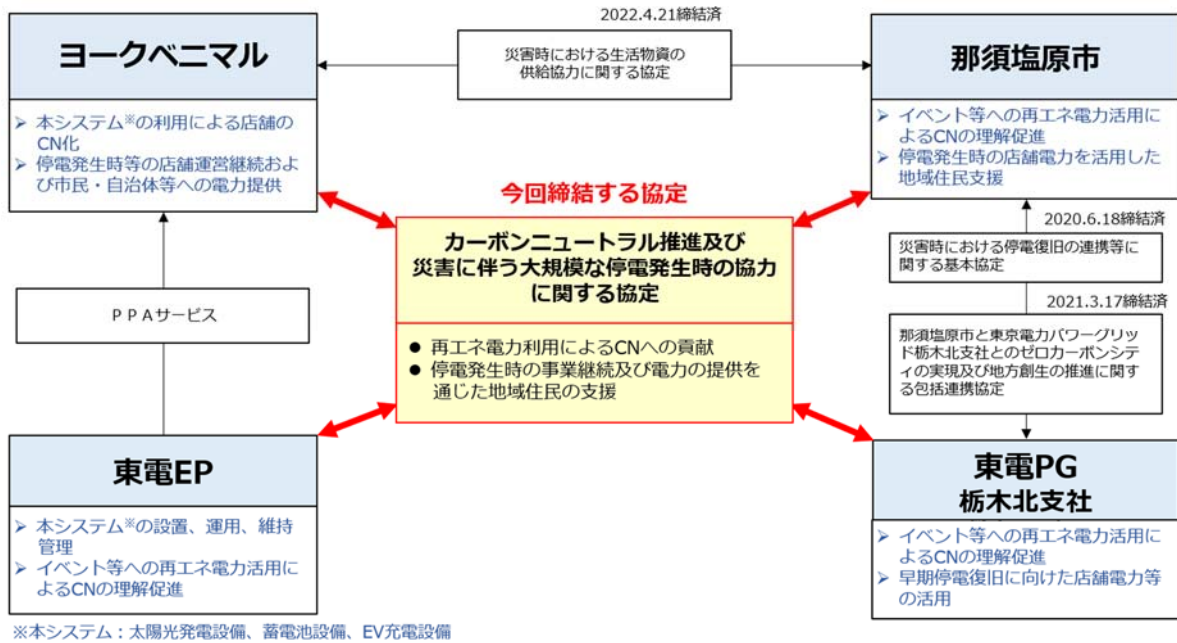 2022.4.21締結済
ヨークベニマル
災害時における生活物資の
供給協力に関する協定
那須塩原市
➢ 本システム※の利用による店舗の
CN化
➢ 停電発生時等の店舗運営継続およ
び市民・自治体等への電力提供
➢ イベント等への再エネ電力活用に
よるCNの理解促進
➢ 停電発生時の店舗電力を活用した
地域住民支援
今回締結する協定
2020.6.18締結済
カーボンニュートラル推進及び
災害に伴う大規模な停電発生時の協力
に関する協定
災害時における停電復旧の連携等に
関する基本協定
2021.3.17締結済
PPAサービス
● 再エネ電力利用によるCNへの貢献
● 停電発生時の事業継続及び電力の提供を
通じた地域住民の支援
那須塩原市と東京電力パワーグリッ
ド栃木北支社とのゼロカーボンシテ
ィの実現及び地方創生の推進に関す
る包括連携協定
東電EP
➢ 本システム※の設置、運用、維持
管理
➢ イベント等への再エネ電力活用に
よるCNの理解促進
東電PG
栃木北支社
➢ イベント等への再エネ電力活用に
よるCNの理解促進
➢ 早期停電復旧に向けた店舗電力等
の活用
※本システム：太陽光発電設備、蓄電池設備、EV充電設備